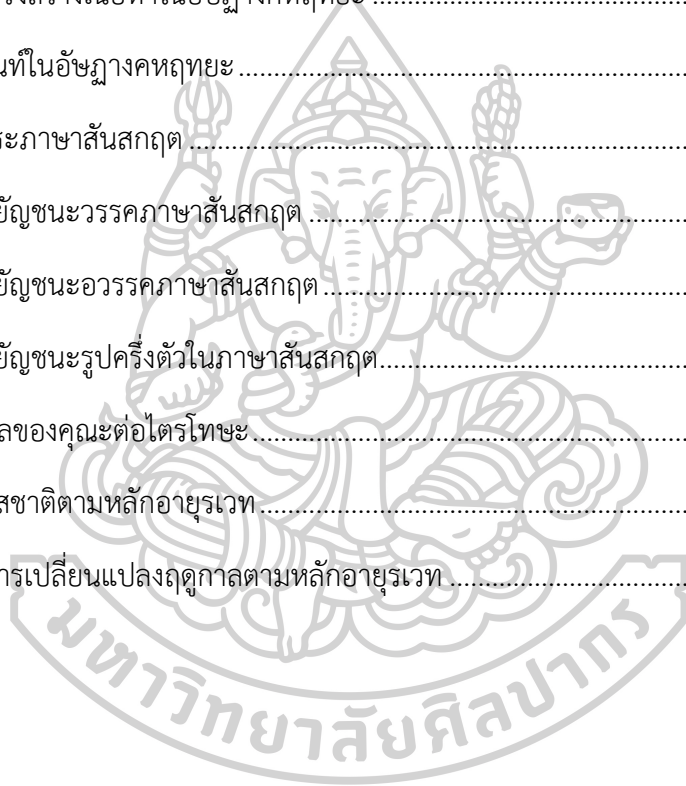 นท์ในอัษฎางคหฤทยะ
ระภาษาสันสกฤต
ยัญชนะวรรคภาษาสันสกฤต
ยัญชนะอวรรคภาษาสันสกฤต
ยัญชนะรูปครึ่งตัวในภาษาสันสกฤต
ลของคุณะต่อไตรโทษะ
สชาติตามหลักอายุรเวท
ารเปลี่ยนแปลงฤดูกาลตามหลักอายุรเวท
มหาวิทยาลัยศิลปากร